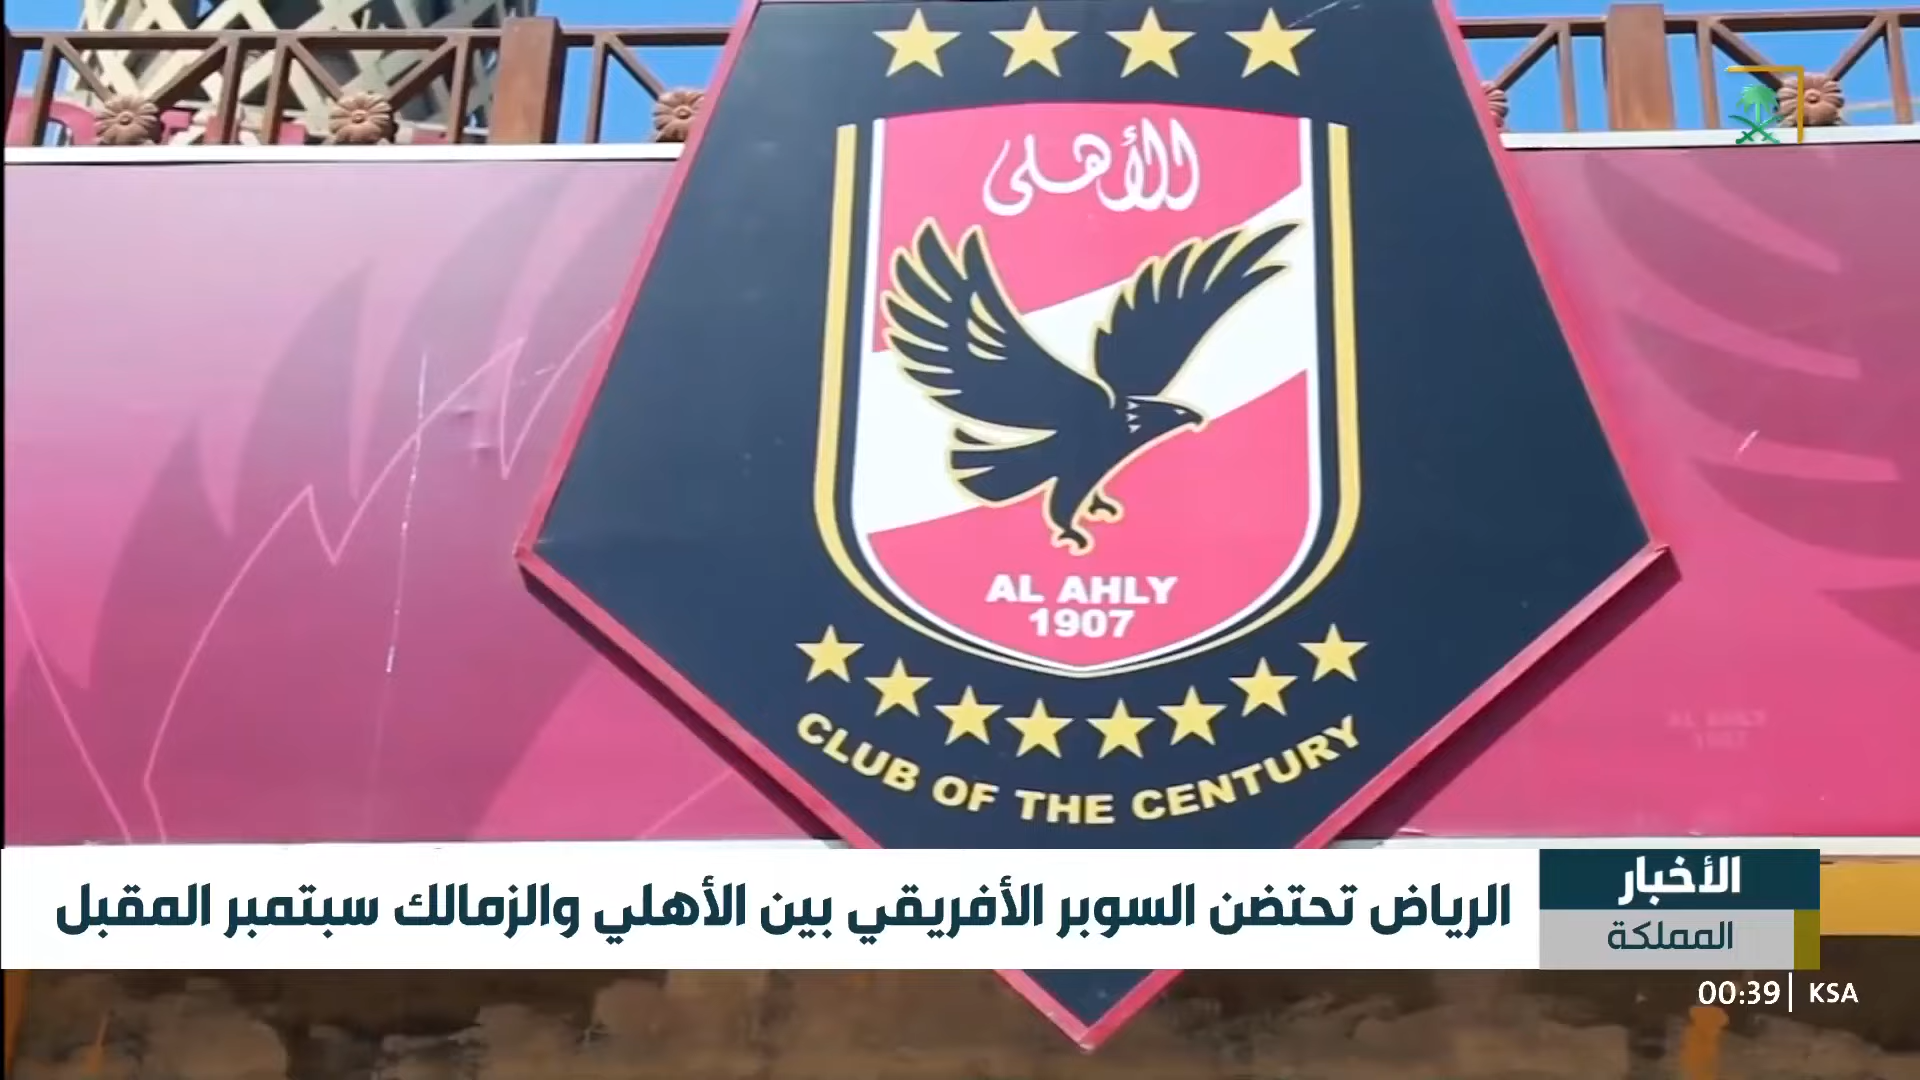 الأهلي
AL AHLY
1907
CLUB OF THE CENTURY
الأخبار
الرياض تحتضن السوبر الأفريقي بين الأهلي والزمالك سبتمبر المقبل
المملكة
00:39 | KSA